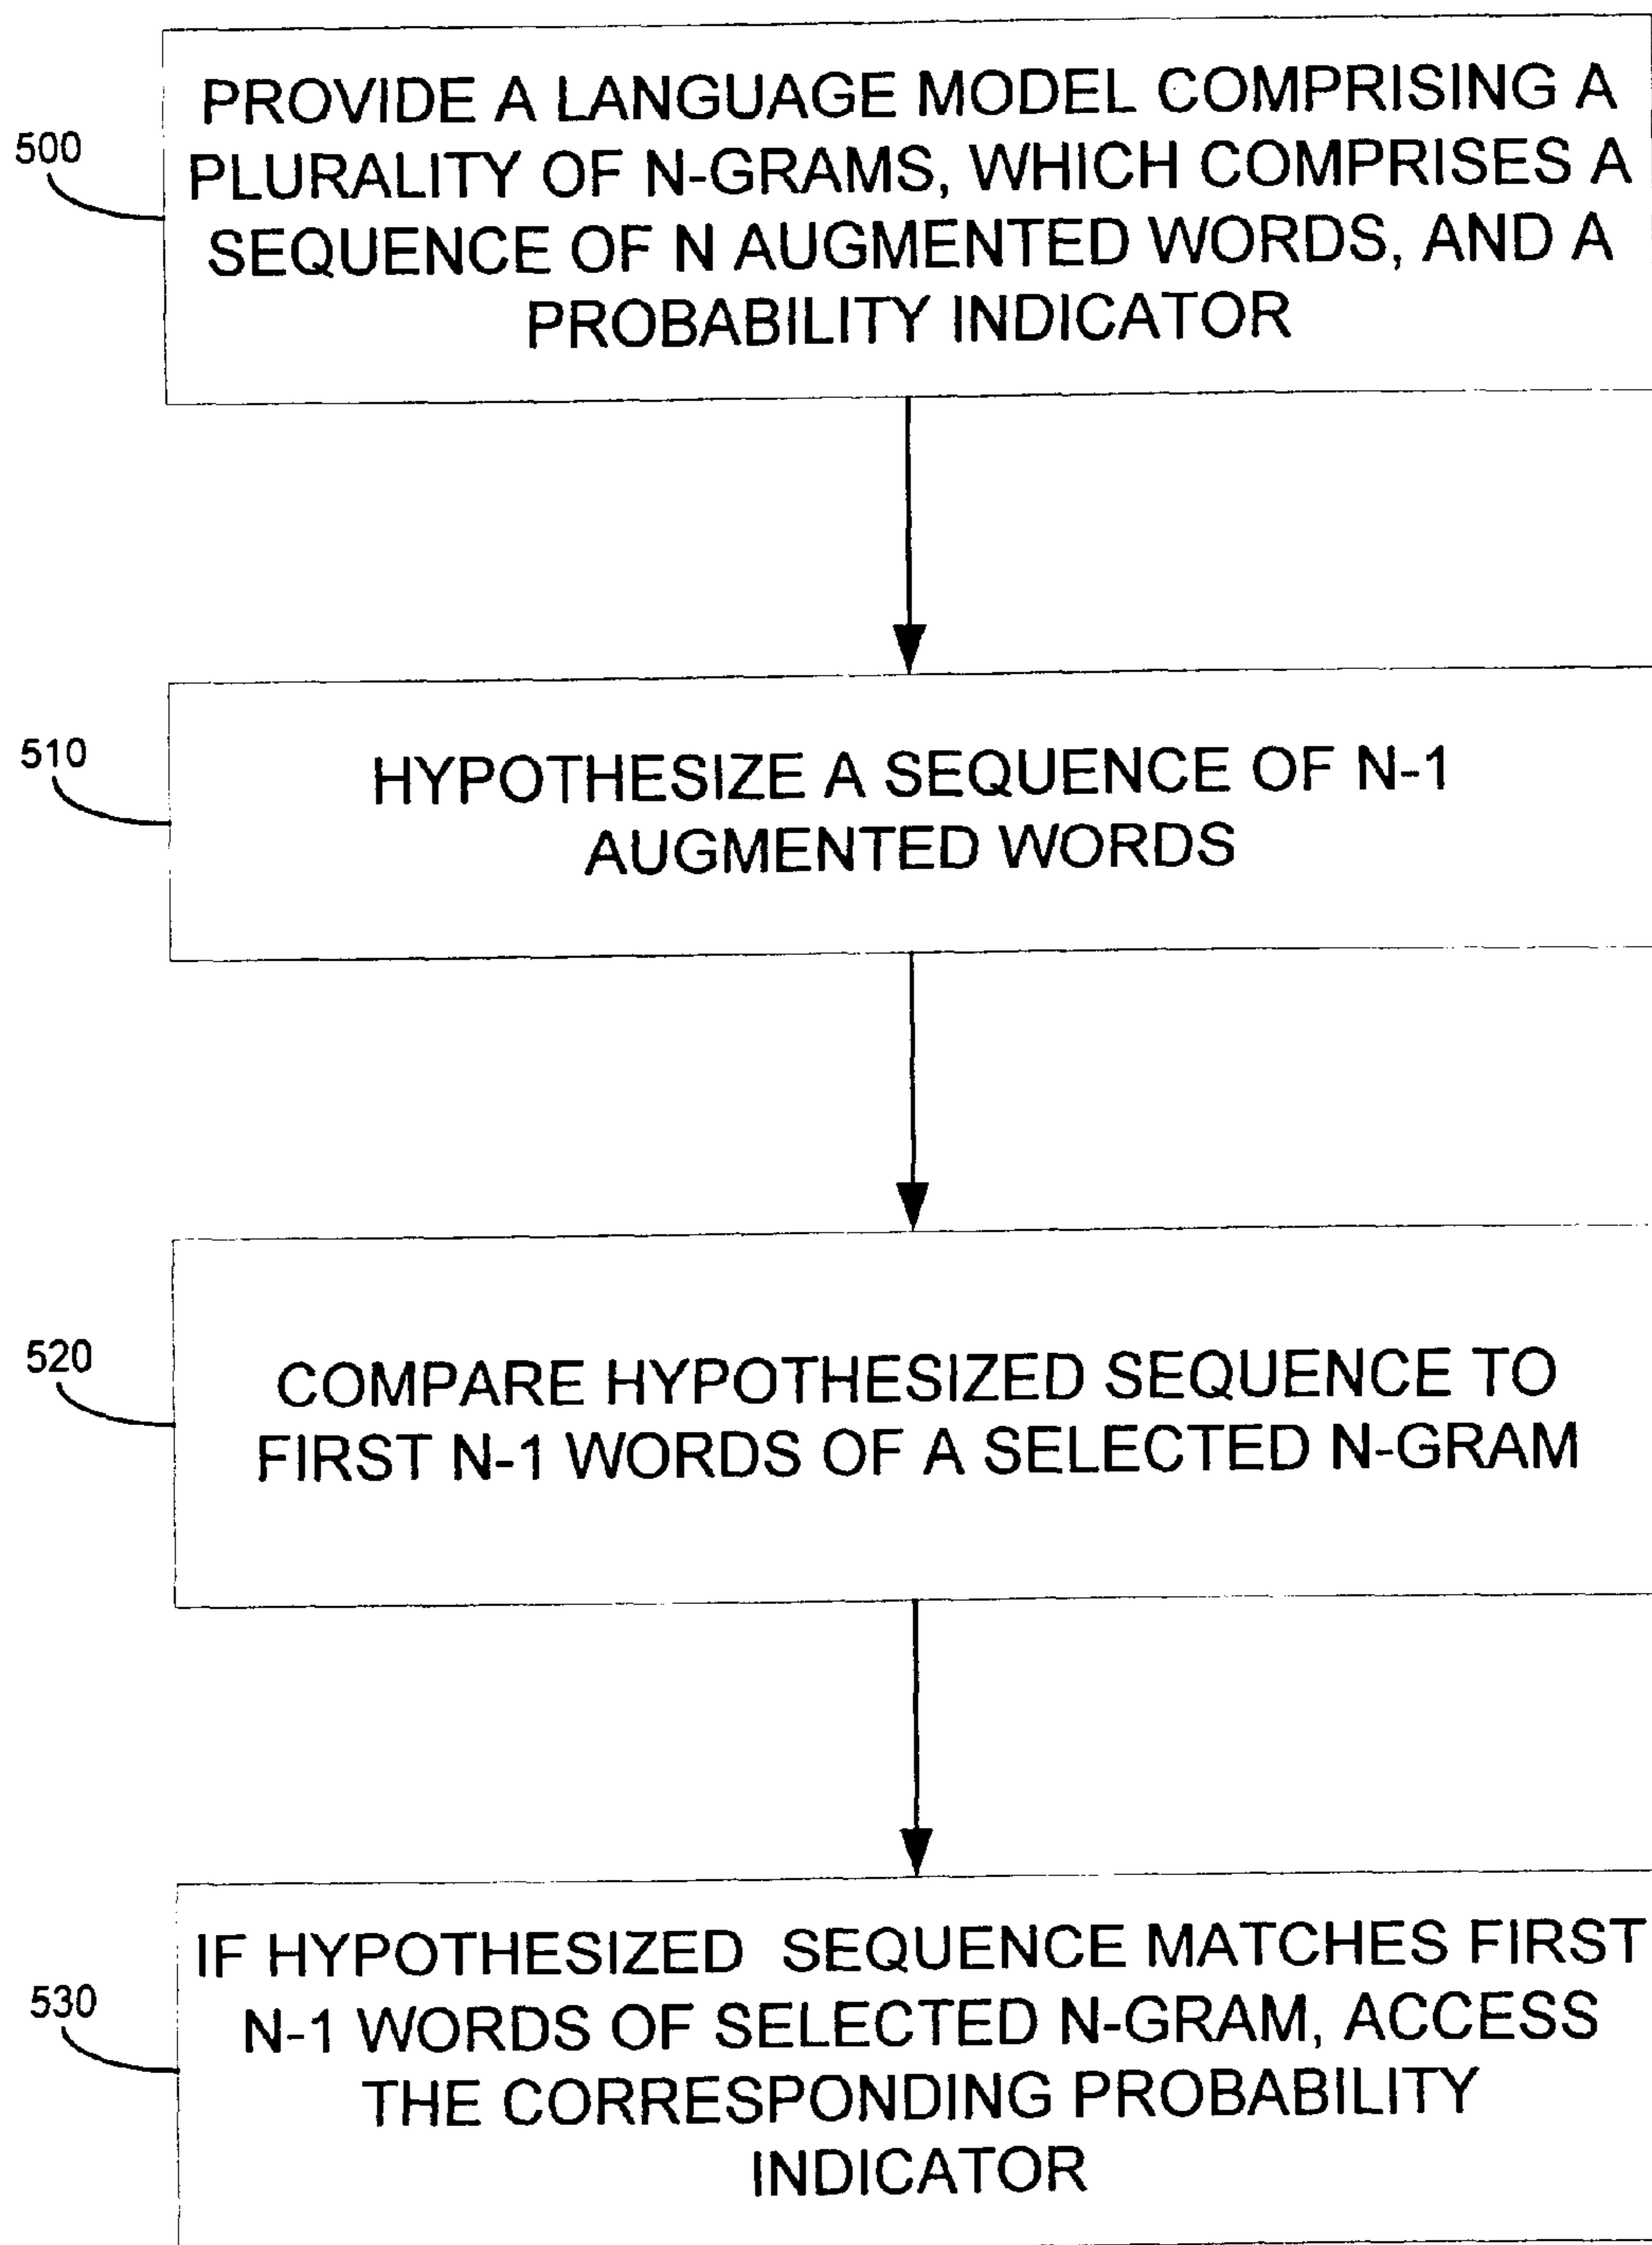 500
PROVIDE A LANGUAGE MODEL COMPRISING A
PLURALITY OF N-GRAMS, WHICH COMPRISES A
SEQUENCE OF N AUGMENTED WORDS, AND A
PROBABILITY INDICATOR
510
HYPOTHESIZE A SEQUENCE OF N-1
AUGMENTED WORDS
520
COMPARE HYPOTHESIZED SEQUENCE TO
FIRST N-1 WORDS OF A SELECTED N-GRAM
530
IF HYPOTHESIZED SEQUENCE MATCHES FIRST
N-1 WORDS OF SELECTED N-GRAM, ACCESS
THE CORRESPONDING PROBABILITY
INDICATOR